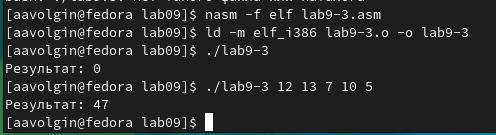 [aavolgin@fedora lab09]$ nasm -f elf lab9-3.asm
[aavolgin@fedora lab09]$ ld -m elf_i386 lab9-3.o -o lab9-3
[aavolgin@fedora lab09]$ ./lab9-3
Результат: 0
[aavolgin@fedora lab09]$ ./lab9-3 12 13 7 10 5
Результат: 47
[aavolgin@fedora lab09]$